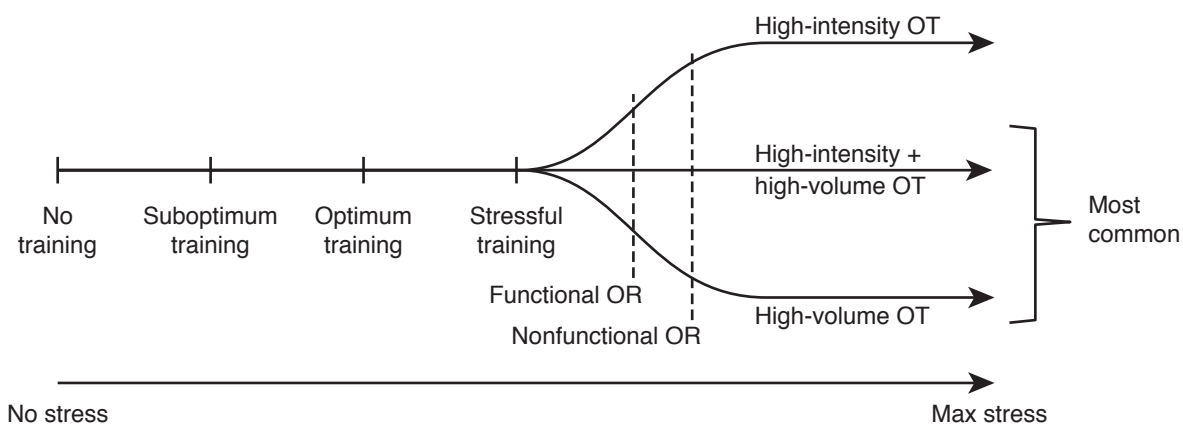 High-intensity OT
High-intensity +
high-volume OT
No
training
Suboptimum
training
Optimum
training
Stressful
training
Most
common
Functional OR
High-volume OT
Nonfunctional OR
No stress
Max stress